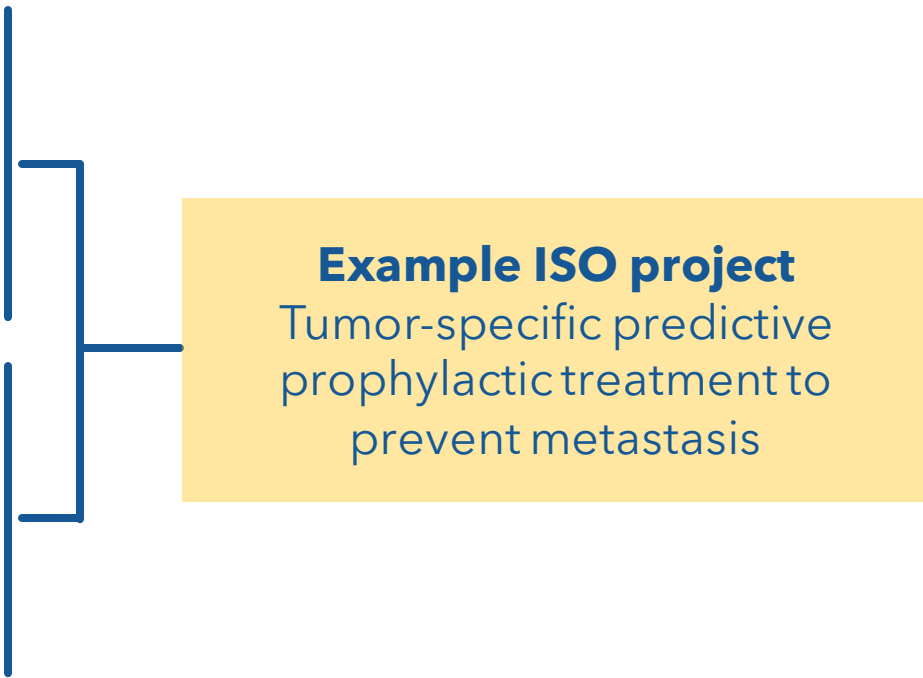 Example ISO project
Tumor-specific predictive
prophylactic treatment to
prevent metastasis